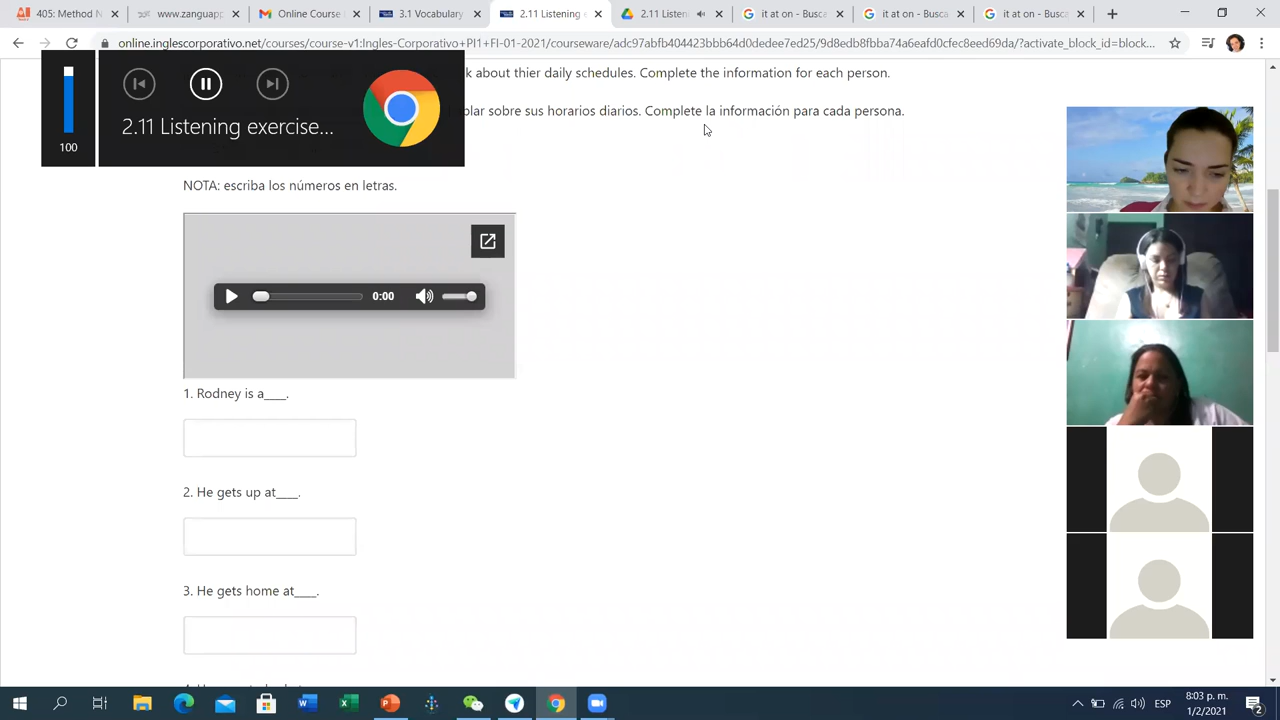 405: Method N
www.zangspa
Online Course P
3.1 Vocabulary
2.11 Listening e
2.11 Listen
it at on - Busca
it at on - Busca
it at on - Busca
online.inglescorporativo.net/courses/course-v1:Ingles-Corporativo+PI1+FI-01-2021/courseware/adc97abfb404423bbb64d0dedee7ed25/9d8edb8fbba74a6eafd0cfec8eed69da/?activate_block_id=block...
k about thier daily schedules. Complete the information for each person.
blar sobre sus horarios diarios. Complete la información para cada persona.
2.11 Listening exercise...
100
NOTA: escriba los números en letras.
0:00
1. Rodney is a____.
2. He gets up at____.
3. He gets home at____.
ESP
8:03 p. m.
1/2/2021
2